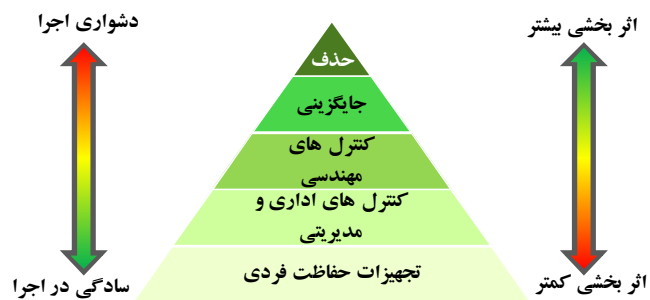 دشواری اجرا
اثر بخشی بیشتر
حذف
جایگزینی
کنترل های
مهندسی
کنترل های اداری و
مدیریتی
تجهیزات حفاظت فردی
سادگی در اجرا
اثر بخشی کمتر